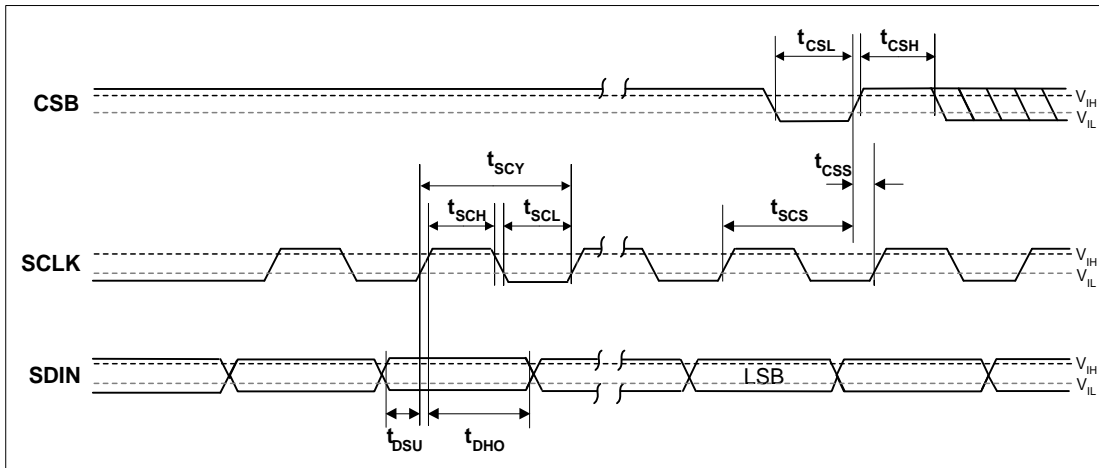 tCSL tCSH
CSB VIH
VIL
tCSS
tSCY
tSCH tSCL tSCS
SCLK VIH
VIL
SDIN LSB VIH
VIL
tDSU tDHO